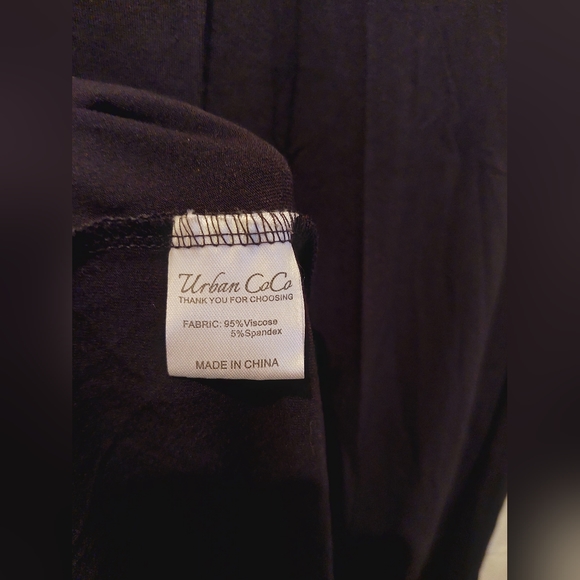 Urban CoCo
THANK YOU FOR CHOOSING
FABRIC: 95%Viscose
5%Spandex
MADE IN CHINA